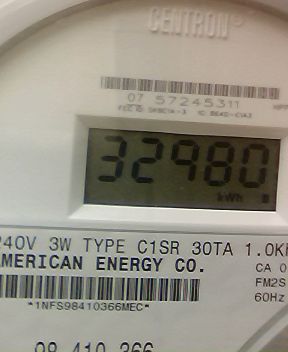 CENTRON
07 57245311
32980
kWh
240V 3W TYPE C1SR 30TA 1.0K
AMERICAN ENERGY CO.
CA 0
FM2S
60Hz
*1NFS98410366MEC*
98 410 366